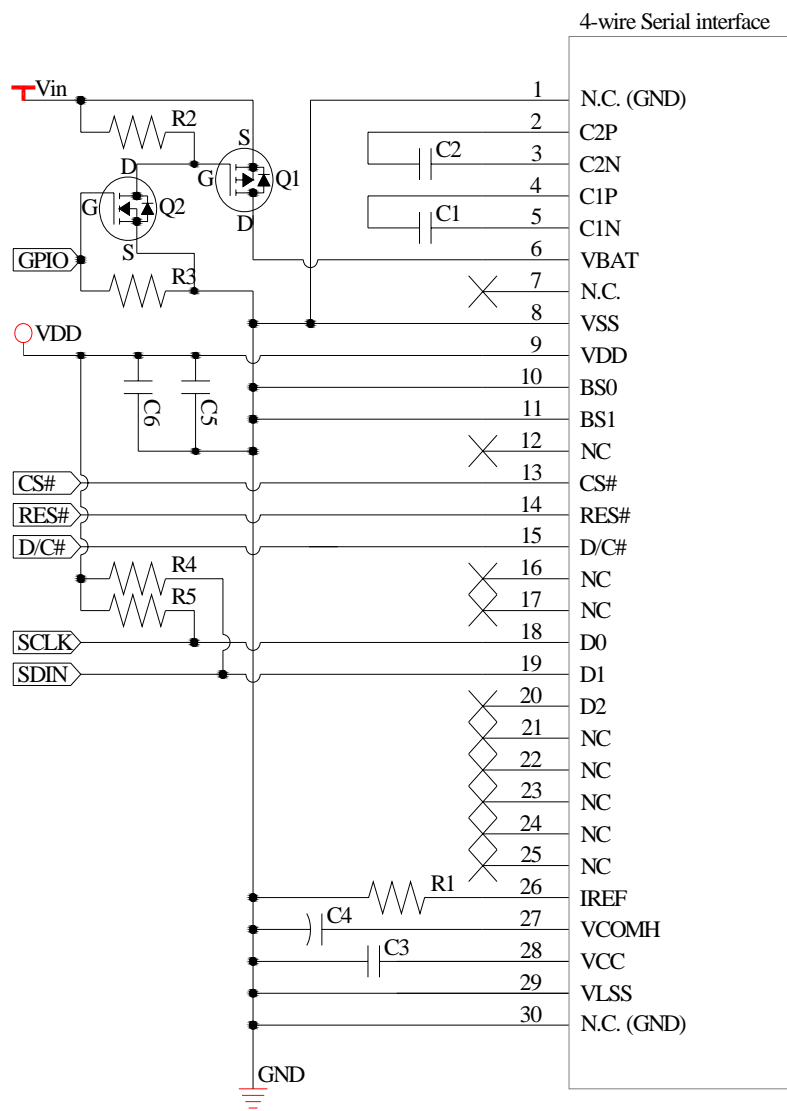 4-wire Serial interface
Vin
R2
S
D
G
Q1
G
Q2
D
S
GPIO
R3
VDD
C6
C5
CS#
RES#
D/C#
R4
R5
SCLK
SDIN
C2
C1
R1
C4
C3
GND
1 N.C. (GND)
2 C2P
3 C2N
4 C1P
5 C1N
6 VBAT
7 N.C.
8 VSS
9 VDD
10 BS0
11 BS1
12 NC
13 CS#
14 RES#
15 D/C#
16 NC
17 NC
18 D0
19 D1
20 D2
21 NC
22 NC
23 NC
24 NC
25 NC
26 IREF
27 VCOMH
28 VCC
29 VLSS
30 N.C. (GND)